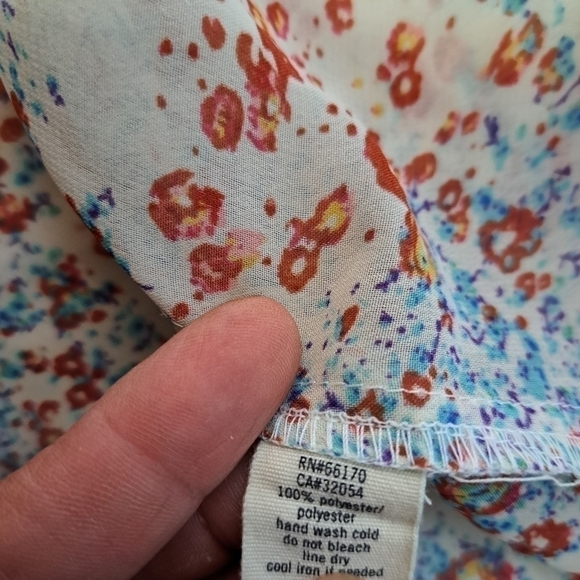 RN#66170
CA#32054
100% polyester/
polyester
hand wash cold
do not bleach
line dry
cool iron if needed